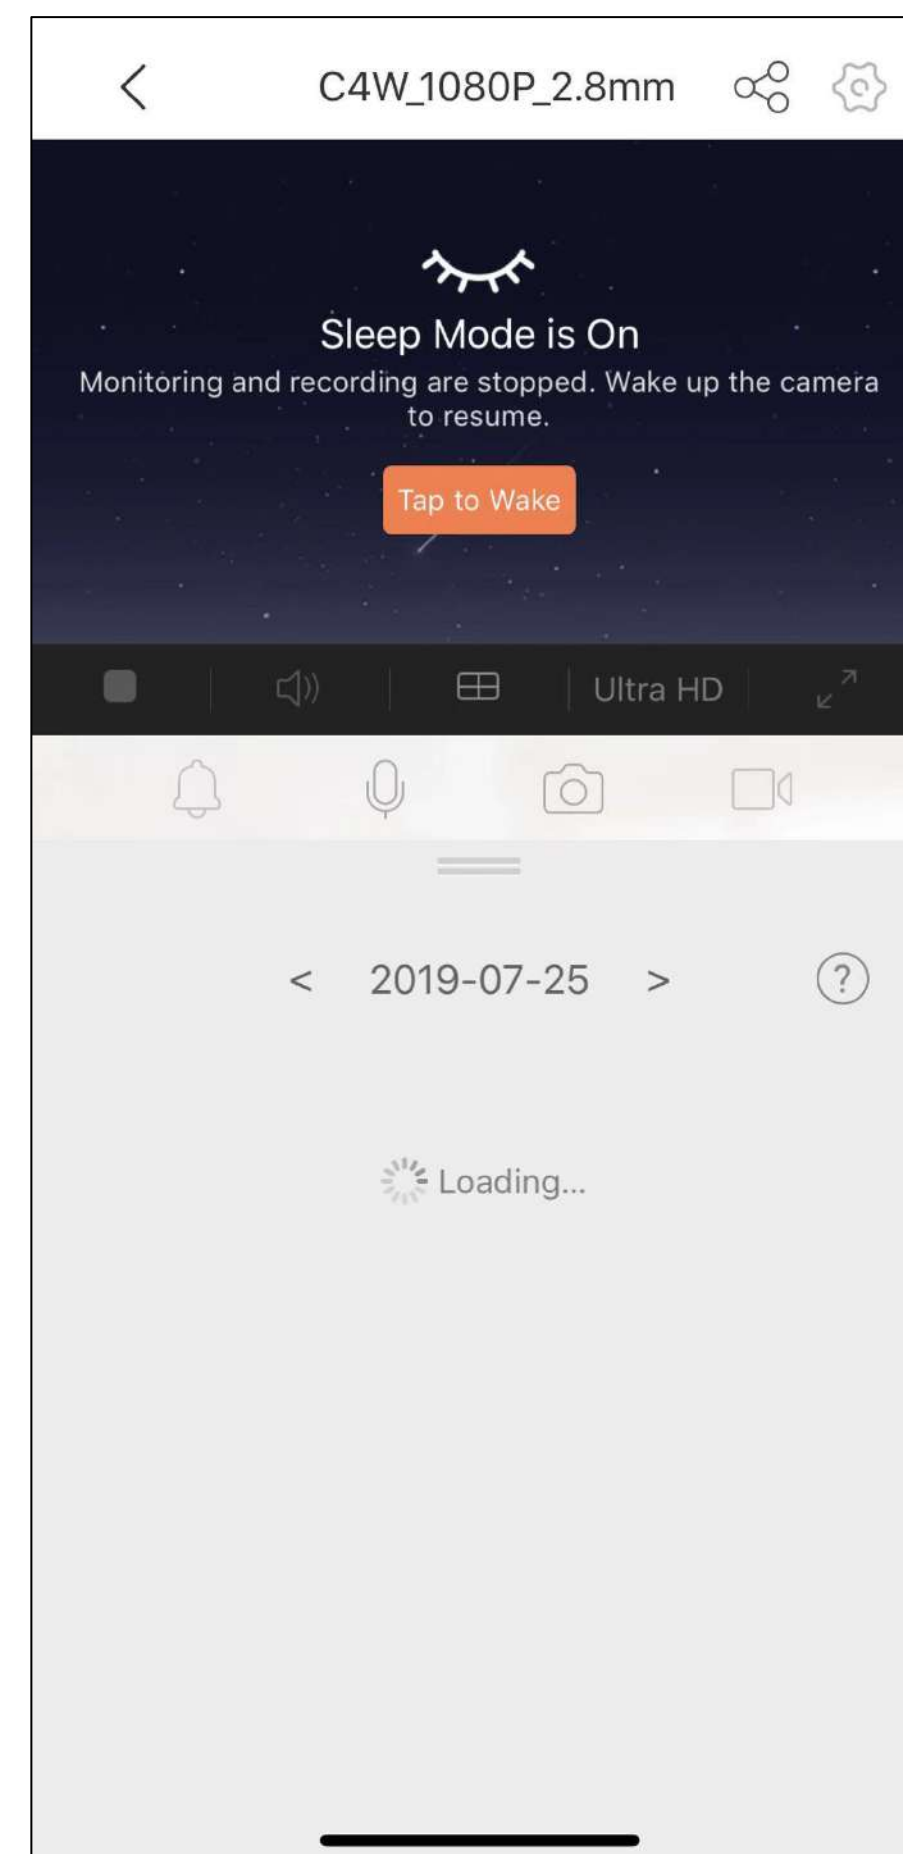 C4W_1080P_2.8mm
Sleep Mode is On
Monitoring and recording are stopped. Wake up the camera
to resume.
Tap to Wake
Ultra HD
< 2019-07-25 > ?
Loading...